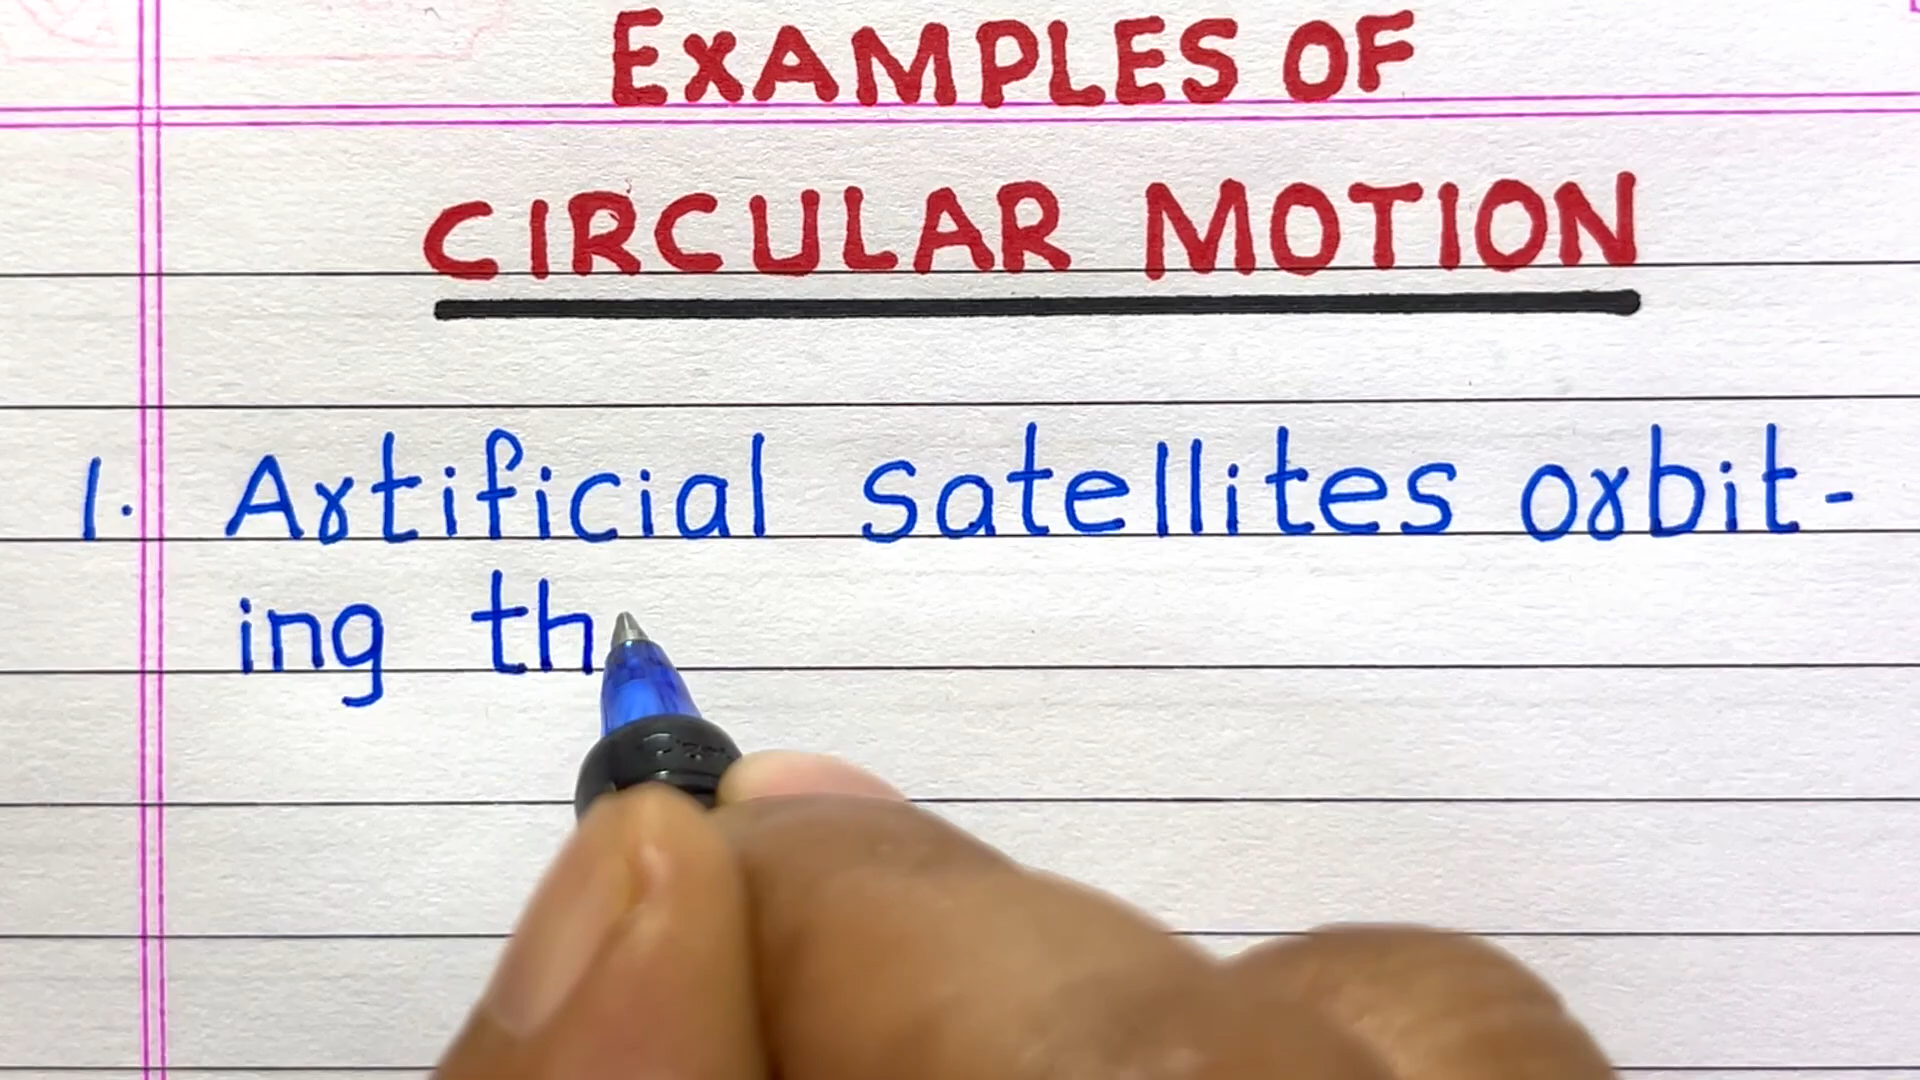 EXAMPLES OF
CIRCULAR MOTION
1. Artificial satellites orbit-
ing th